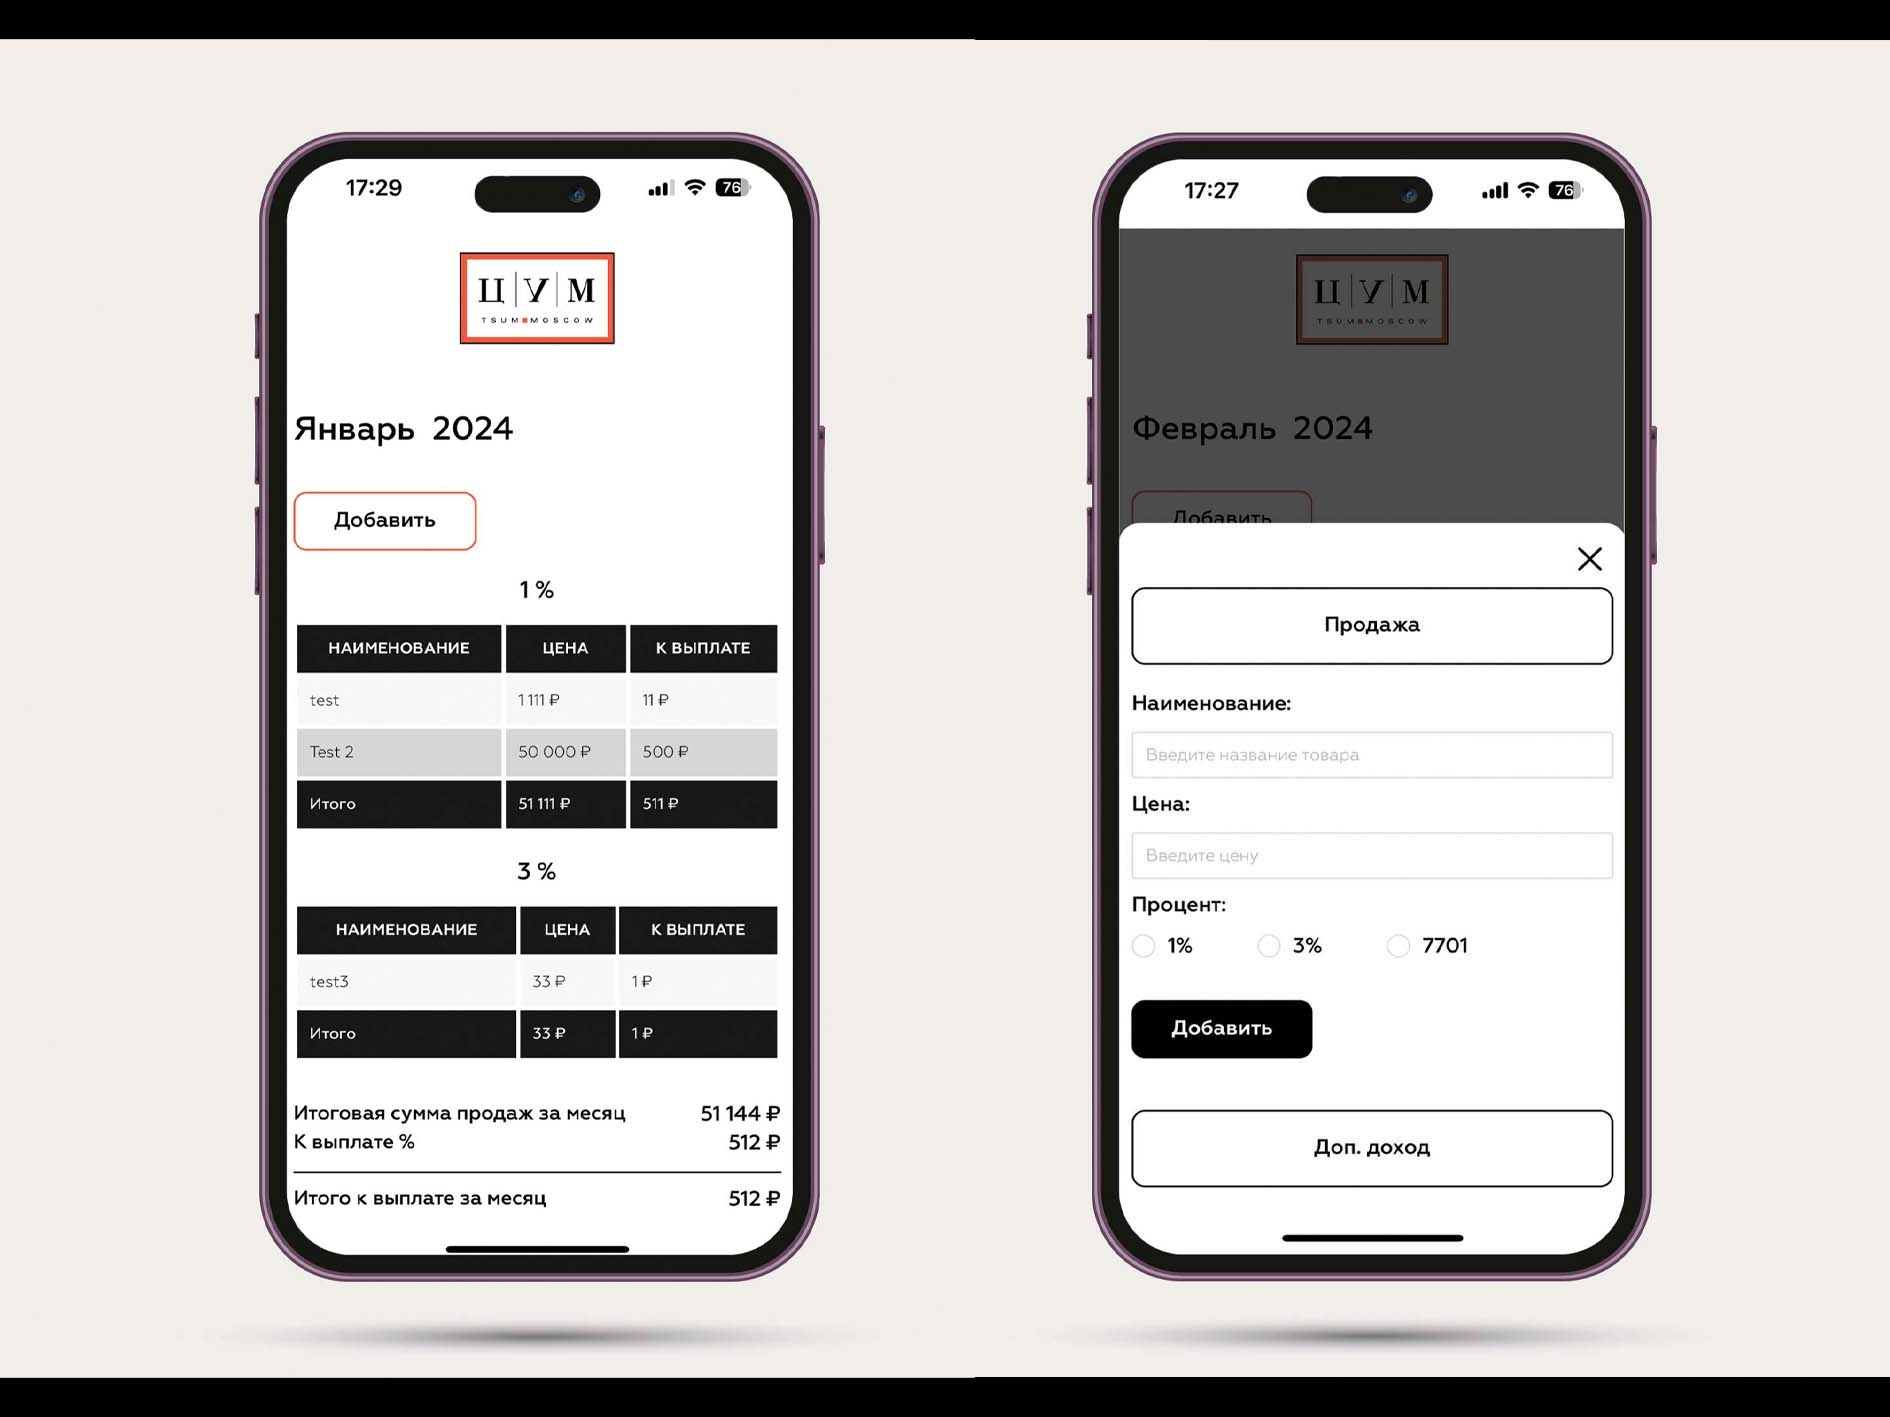 17:29
76
Ц У М
TSUM MOSCOW
Январь 2024
Добавить
1 %
НАИМЕНОВАНИЕ ЦЕНА К ВЫПЛАТЕ
test 1 111 ₽ 11 ₽
Test 2 50 000 ₽ 500 ₽
Итого 51 111 ₽ 511 ₽
3 %
НАИМЕНОВАНИЕ ЦЕНА К ВЫПЛАТЕ
test3 33 ₽ 1 ₽
Итого 33 ₽ 1 ₽
Итоговая сумма продаж за месяц 51 144 ₽
К выплате % 512 ₽
Итого к выплате за месяц 512 ₽
17:27
76
Ц У М
TSUM MOSCOW
Февраль 2024
Добавить
Продажа
Наименование:
Введите название товара
Цена:
Введите цену
Процент:
1% 3% 7701
Добавить
Доп. доход